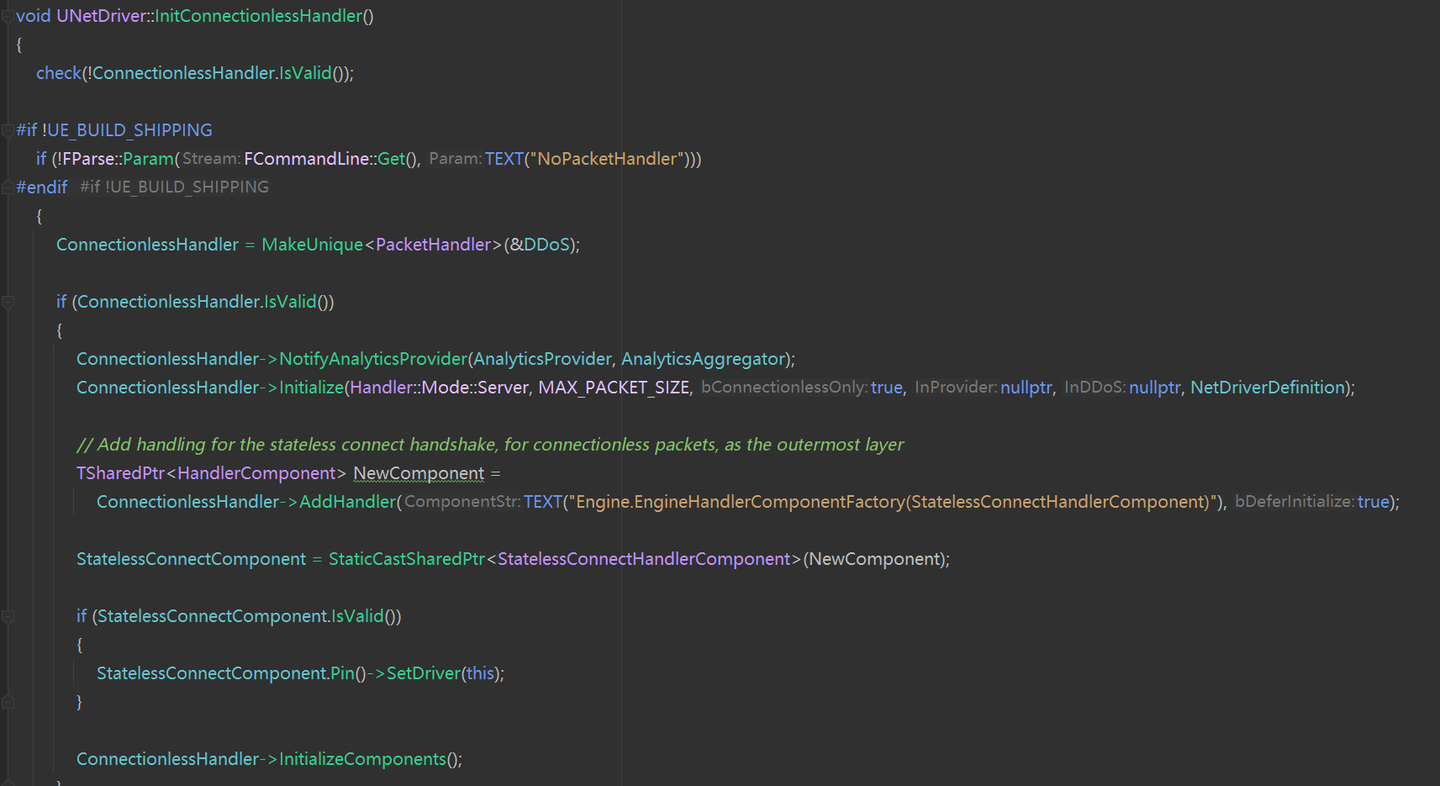 void UNetDriver::InitConnectionlessHandler()
{
check(!ConnectionlessHandler.IsValid());
#if !UE_BUILD_SHIPPING
if (!FParse::Param( Stream: FCommandLine::Get(), Param: TEXT("NoPacketHandler")))
#endif #if !UE_BUILD_SHIPPING
{
ConnectionlessHandler = MakeUnique<PacketHandler>(&DDoS);
if (ConnectionlessHandler.IsValid())
{
ConnectionlessHandler->NotifyAnalyticsProvider(AnalyticsProvider, AnalyticsAggregator);
ConnectionlessHandler->Initialize(Handler::Mode::Server, MAX_PACKET_SIZE, bConnectionlessOnly: true, InProvider: nullptr, InDDoS: nullptr, NetDriverDefinition);
// Add handling for the stateless connect handshake, for connectionless packets, as the outermost layer
TSharedPtr<HandlerComponent> NewComponent =
ConnectionlessHandler->AddHandler( ComponentStr: TEXT("Engine.EngineHandlerComponentFactory(StatelessConnectHandlerComponent)"), bDeferInitialize: true);
StatelessConnectComponent = StaticCastSharedPtr<StatelessConnectHandlerComponent>(NewComponent);
if (StatelessConnectComponent.IsValid())
{
StatelessConnectComponent.Pin()->SetDriver(this);
}
ConnectionlessHandler->InitializeComponents();
}